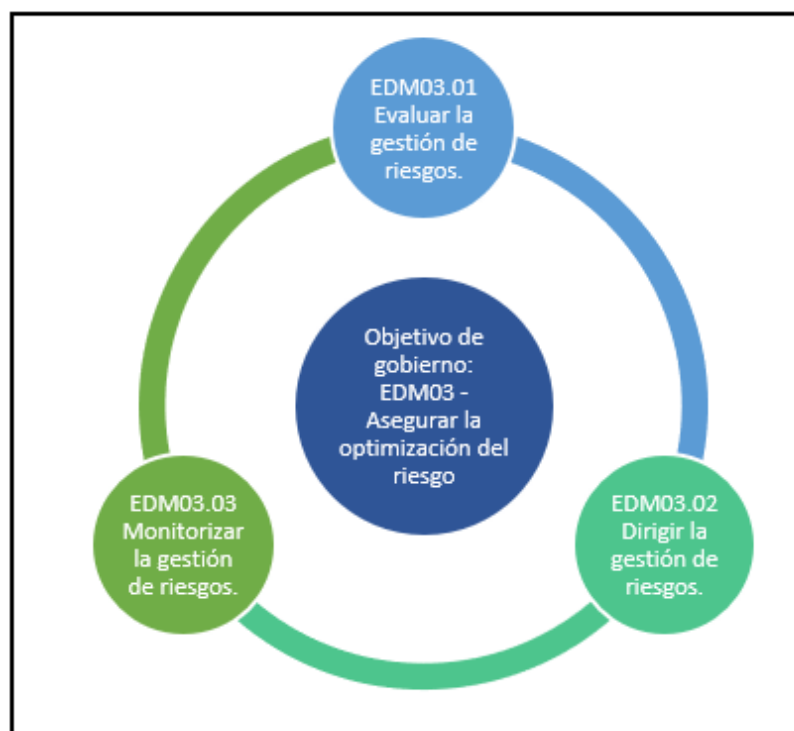 EDM03.01
Evaluar la
gestión de
riesgos.
Objetivo de
gobierno:
EDM03 -
Asegurar la
optimización del
riesgo
EDM03.03
Monitorizar
la gestión
de riesgos.
EDM03.02
Dirigir la
gestión de
riesgos.